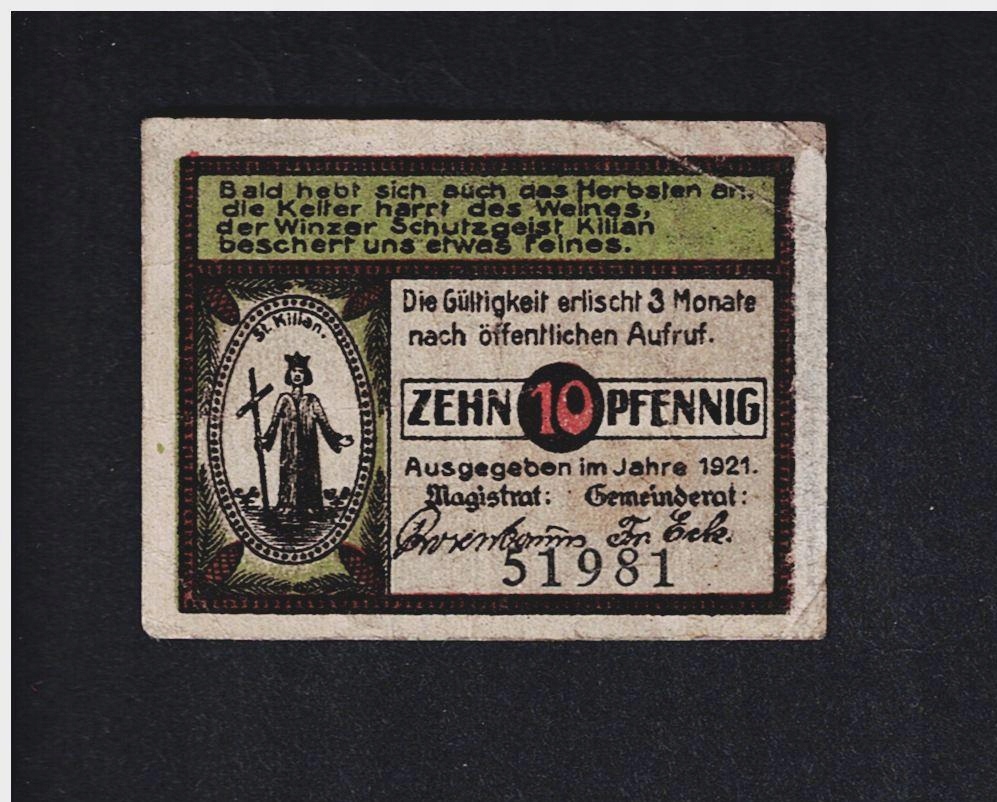 Bald hebt sich auch das Herbsten an,
die Kelter harrt des Weines,
der Winzer Schutzgeist Kilian
beschert uns etwas feines.
St. Kilian.
Die Gültigkeit erlischt 3 Monate
nach öffentlichen Aufruf.
ZEHN 10 PFENNIG
Ausgegeben im Jahre 1921.
Magistrat: Gemeinderat:
Fr. Eck.
51981